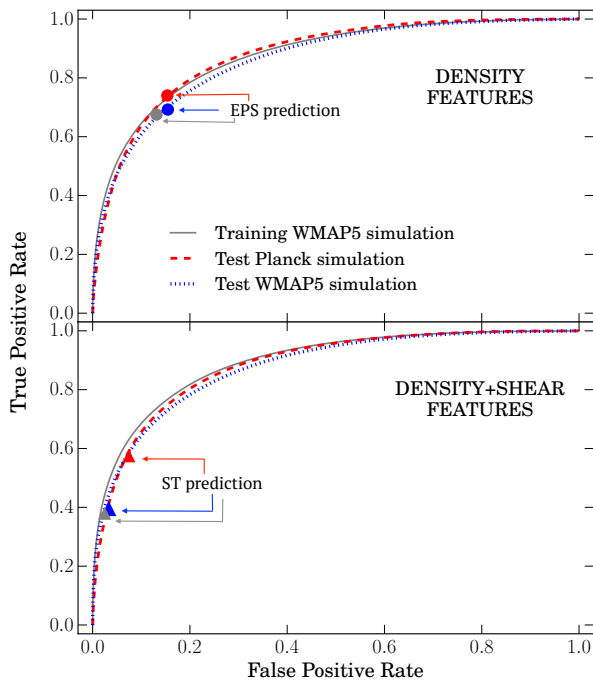 1.0
0.8
0.6
0.4
0.2
0.0
DENSITY
FEATURES
EPS prediction
Training WMAP5 simulation
Test Planck simulation
Test WMAP5 simulation
True Positive Rate
1.0
0.8
0.6
0.4
0.2
0.0
DENSITY+SHEAR
FEATURES
ST prediction
0.0 0.2 0.4 0.6 0.8 1.0
False Positive Rate